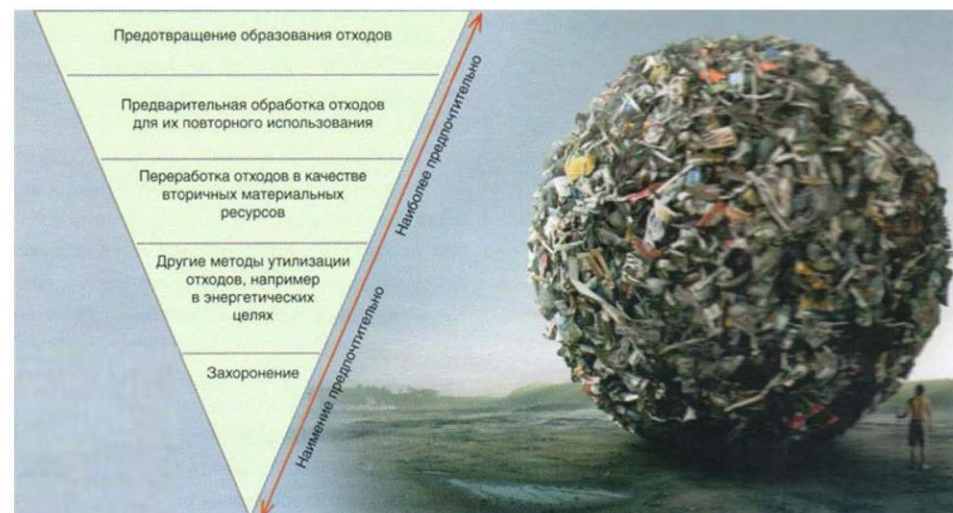 Предотвращение образования отходов
Предварительная обработка отходов
для их повторного использования
Переработка отходов в качестве
вторичных материальных
ресурсов
Другие методы утилизации
отходов, например
в энергетических
целях
Захоронение
Наиболее предпочтительно
Наимение предпочтительно